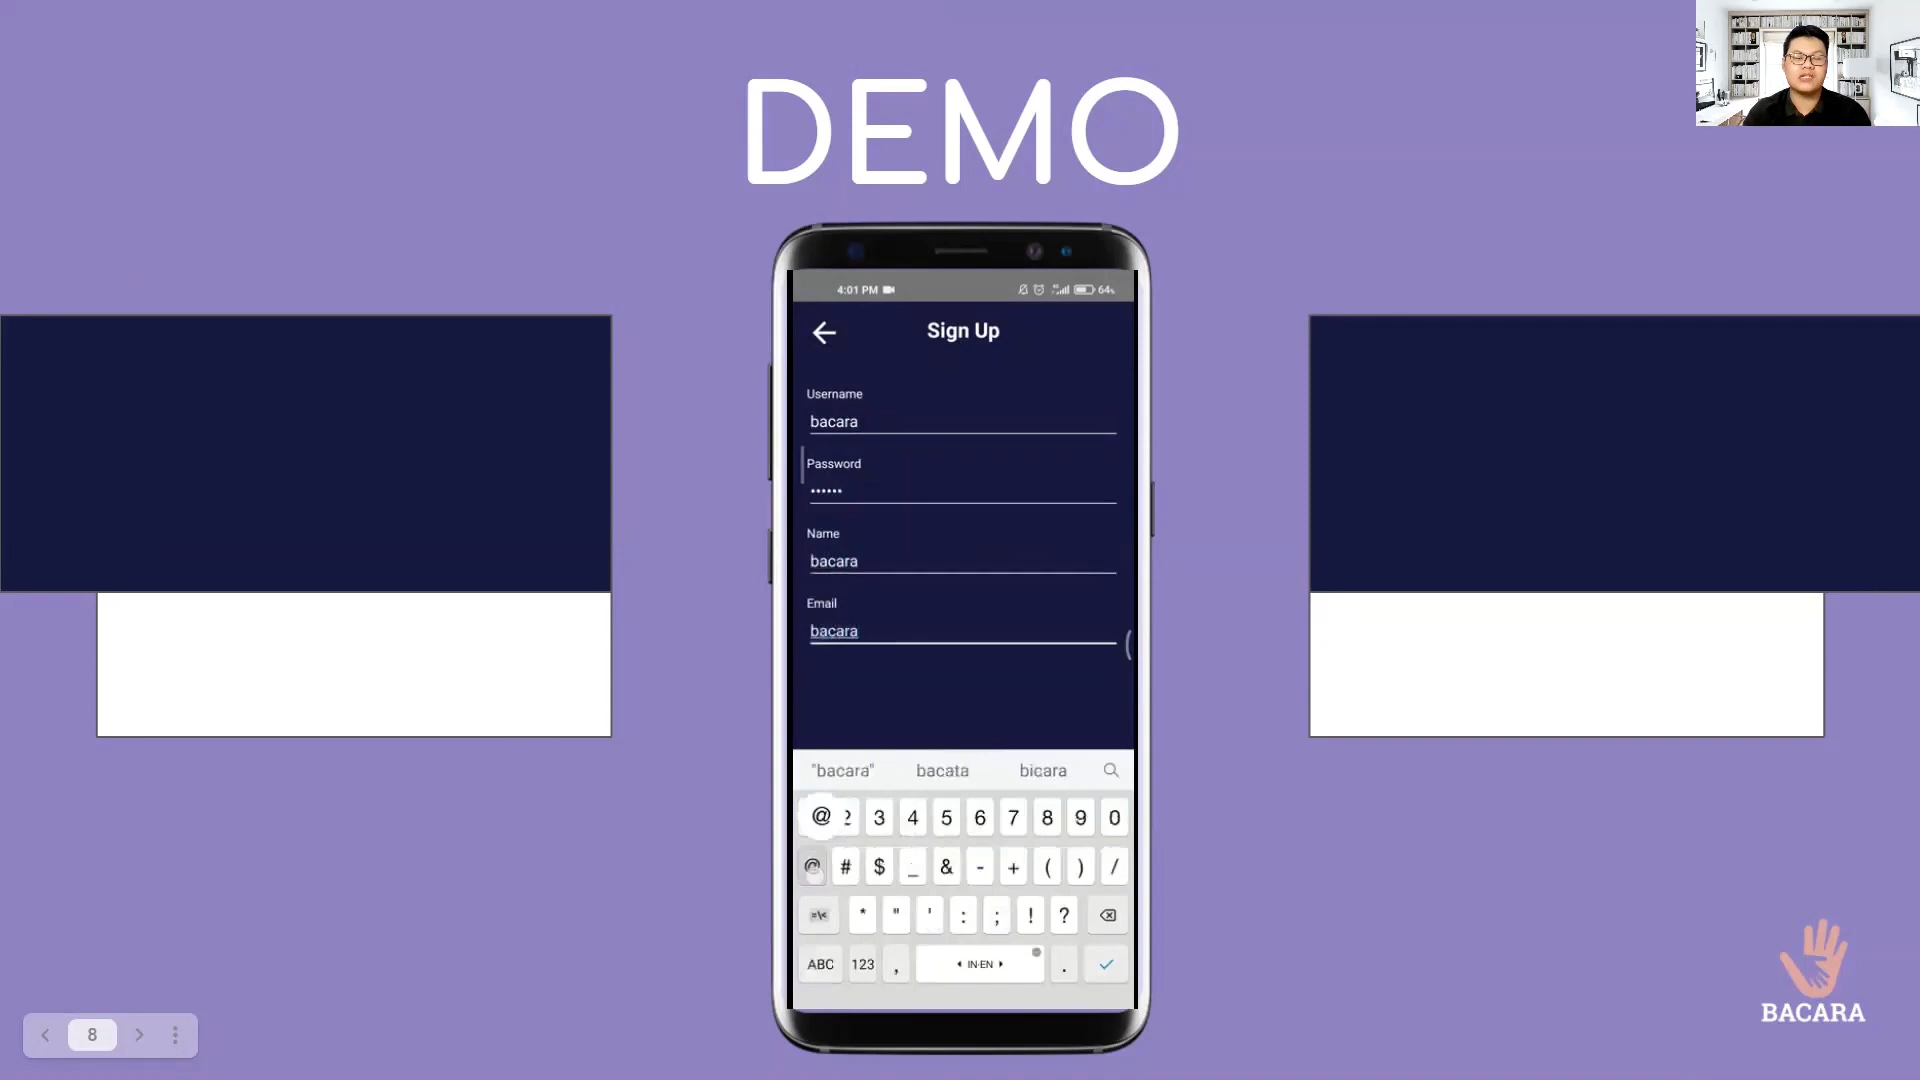 DEMO
4:01 PM
64%
Sign Up
Username
bacara
Password
••••••
Name
bacara
Email
bacara
"bacara" bacata bicara
@ 2 3 4 5 6 7 8 9 0
@ # $ _ & - + ( ) /
=\< * " ' : ; ! ?
ABC 123 , IN-EN .
BACARA
8